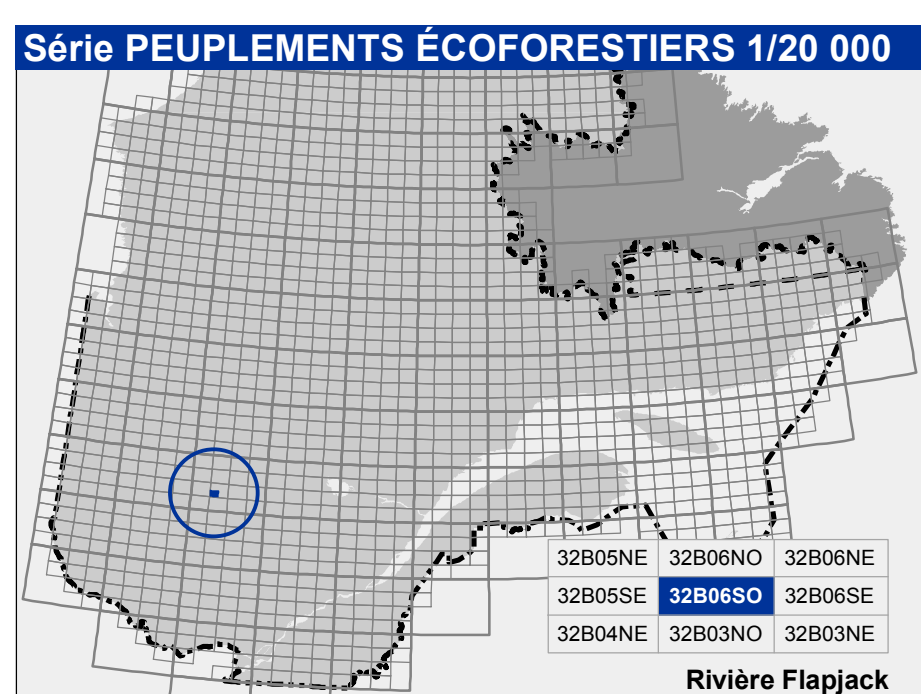 Série PEUPLEMENTS ÉCOFORESTIERS 1/20 000
32B05NE 32B06NO 32B06NE
32B05SE 32B06SO 32B06SE
32B04NE 32B03NO 32B03NE
Rivière Flapjack